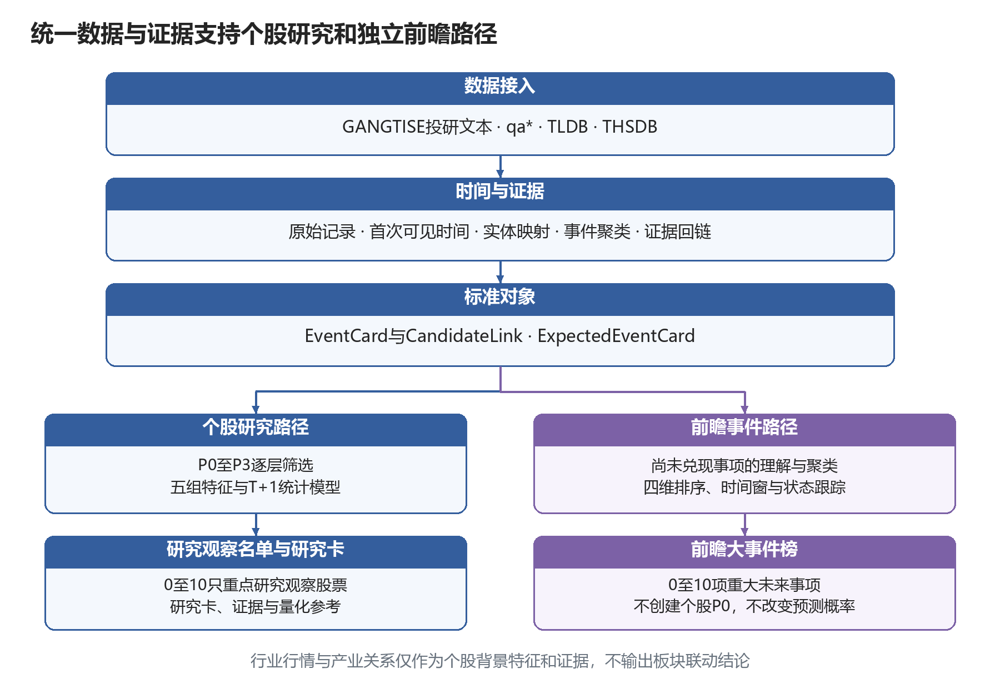 统一数据与证据支持个股研究和独立前瞻路径
数据接入
GANGTISE投研文本 · qa* · TLDB · THSDB
时间与证据
原始记录 · 首次可见时间 · 实体映射 · 事件聚类 · 证据回链
标准对象
EventCard与CandidateLink · ExpectedEventCard
个股研究路径
P0至P3逐层筛选
五组特征与T+1统计模型
前瞻事件路径
尚未兑现事项的理解与聚类
四维排序、时间窗与状态跟踪
研究观察名单与研究卡
0至10只重点研究观察股票
研究卡、证据与量化参考
前瞻大事件榜
0至10项重大未来事项
不创建个股P0，不改变预测概率
行业行情与产业关系仅作为个股背景特征和证据，不输出板块联动结论